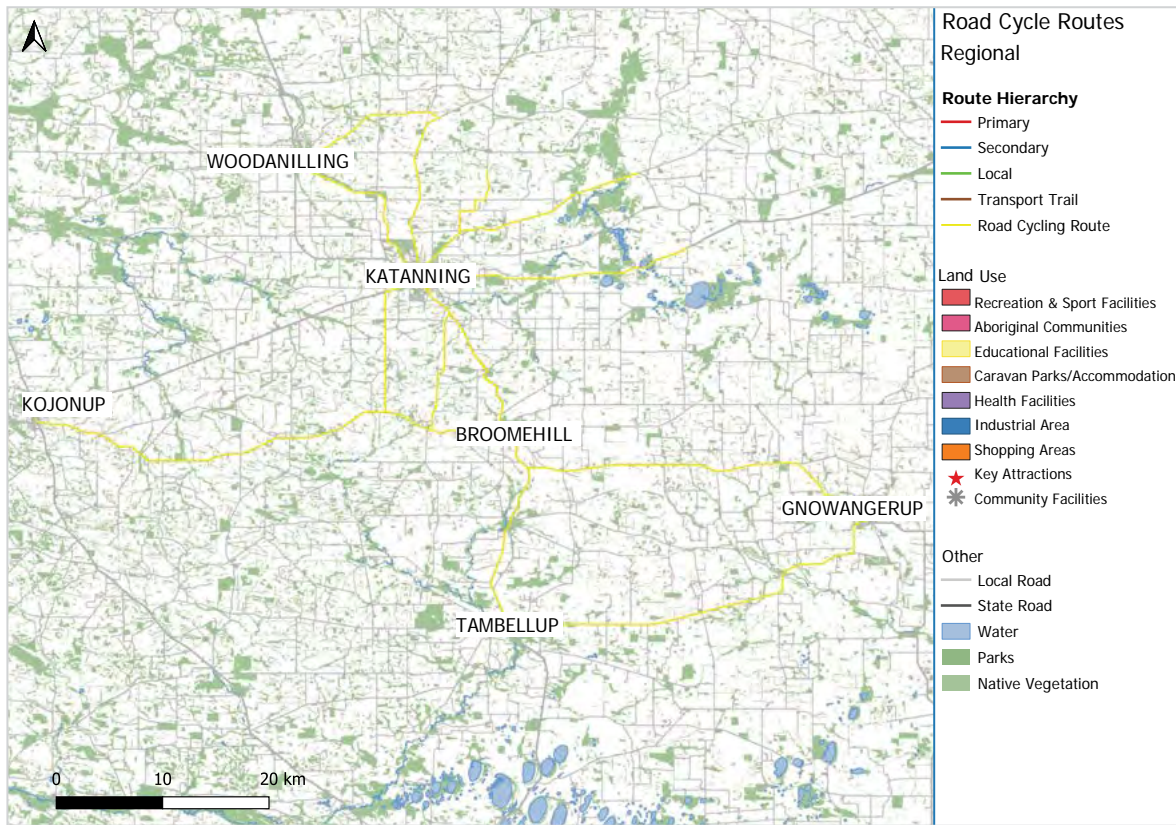 WOODANILLING
KATANNING
KOJONUP
BROOMEHILL
GNOWANGERUP
TAMBELLUP
0 10 20 km
Road Cycle Routes
Regional
Route Hierarchy
Primary
Secondary
Local
Transport Trail
Road Cycling Route
Land Use
Recreation & Sport Facilities
Aboriginal Communities
Educational Facilities
Caravan Parks/Accommodation
Health Facilities
Industrial Area
Shopping Areas
Key Attractions
Community Facilities
Other
Local Road
State Road
Water
Parks
Native Vegetation